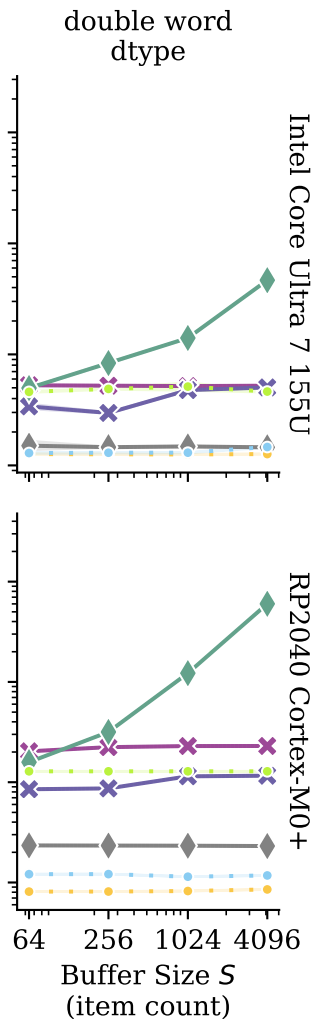 double word
dtype
Intel Core Ultra 7 155U
RP2040 Cortex-M0+
64 256 1024 4096
Buffer Size S
(item count)